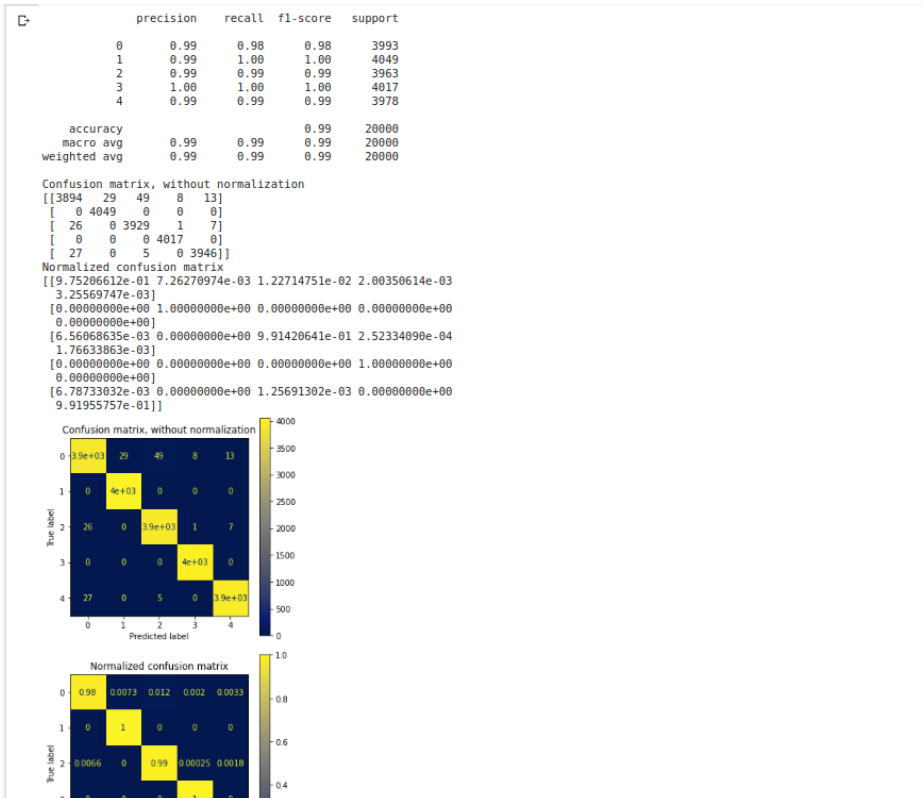 precision recall f1-score support
0 0.99 0.98 0.98 3993
1 0.99 1.00 1.00 4049
2 0.99 0.99 0.99 3963
3 1.00 1.00 1.00 4017
4 0.99 0.99 0.99 3978
accuracy 0.99 20000
macro avg 0.99 0.99 0.99 20000
weighted avg 0.99 0.99 0.99 20000
Confusion matrix, without normalization
[[3894 29 49 8 13]
[ 0 4049 0 0 0]
[ 26 0 3929 1 7]
[ 0 0 0 4017 0]
[ 27 0 5 0 3946]]
Normalized confusion matrix
[[9.75206612e-01 7.26270974e-03 1.22714751e-02 2.00350614e-03
3.25569747e-03]
[0.00000000e+00 1.00000000e+00 0.00000000e+00 0.00000000e+00
0.00000000e+00]
[6.56068635e-03 0.00000000e+00 9.91420641e-01 2.52334090e-04
1.76633863e-03]
[0.00000000e+00 0.00000000e+00 0.00000000e+00 1.00000000e+00
0.00000000e+00]
[6.78733032e-03 0.00000000e+00 1.25691302e-03 0.00000000e+00
9.91955757e-01]]
Confusion matrix, without normalization
0 3.9e+03 29 49 8 13
1 0 4e+03 0 0 0
2 26 0 3.9e+03 1 7
3 0 0 0 4e+03 0
4 27 0 5 0 3.9e+03
0 1 2 3 4
Predicted label
True label
4000
3500
3000
2500
2000
1500
1000
500
0
Normalized confusion matrix
0 0.98 0.0073 0.012 0.002 0.0033
1 0 1 0 0 0
2 0.0066 0 0.99 0.00025 0.0018
True label
1.0
0.8
0.6
0.4